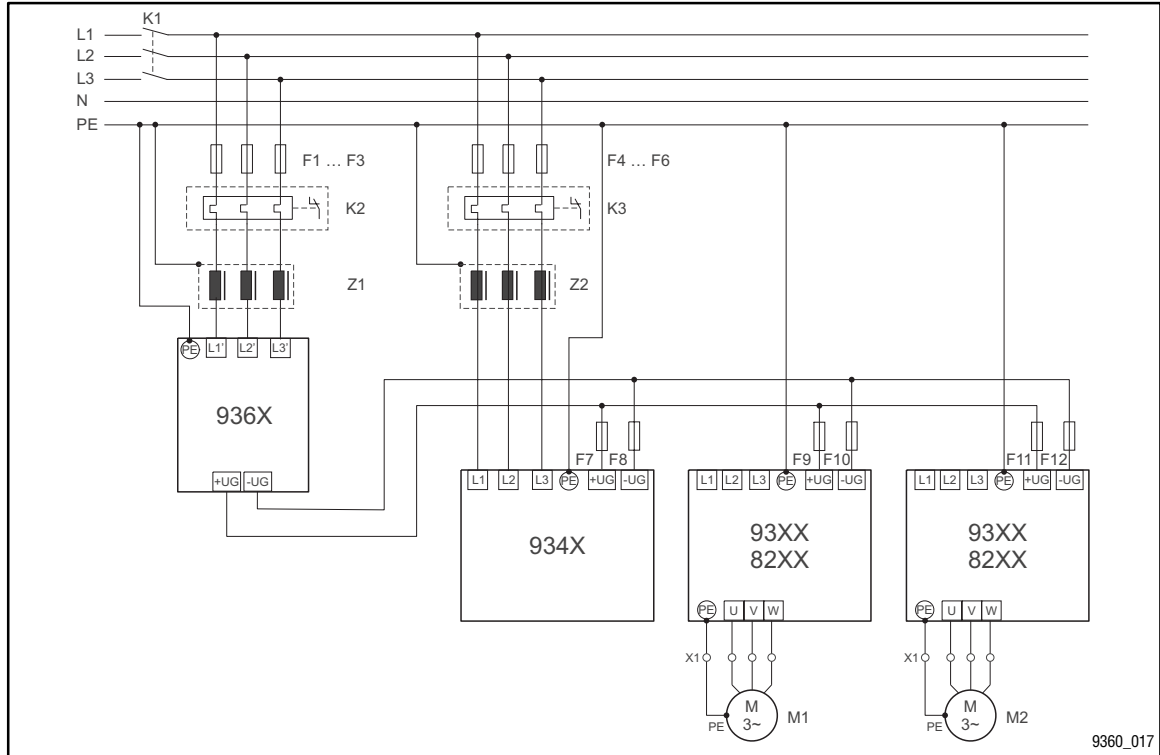 K1
L1
L2
L3
N
PE
F1 … F3
F4 … F6
K2
K3
Z1
Z2
PE L1' L2' L3'
936X
+UG -UG
F7 F8 F9 F10 F11 F12
L1 L2 L3 PE +UG -UG
L1 L2 L3 PE +UG -UG
L1 L2 L3 PE +UG -UG
934X
93XX
82XX
93XX
82XX
PE U V W
PE U V W
X1
X1
M
3~
M1
PE
M
3~
M2
PE
9360_017